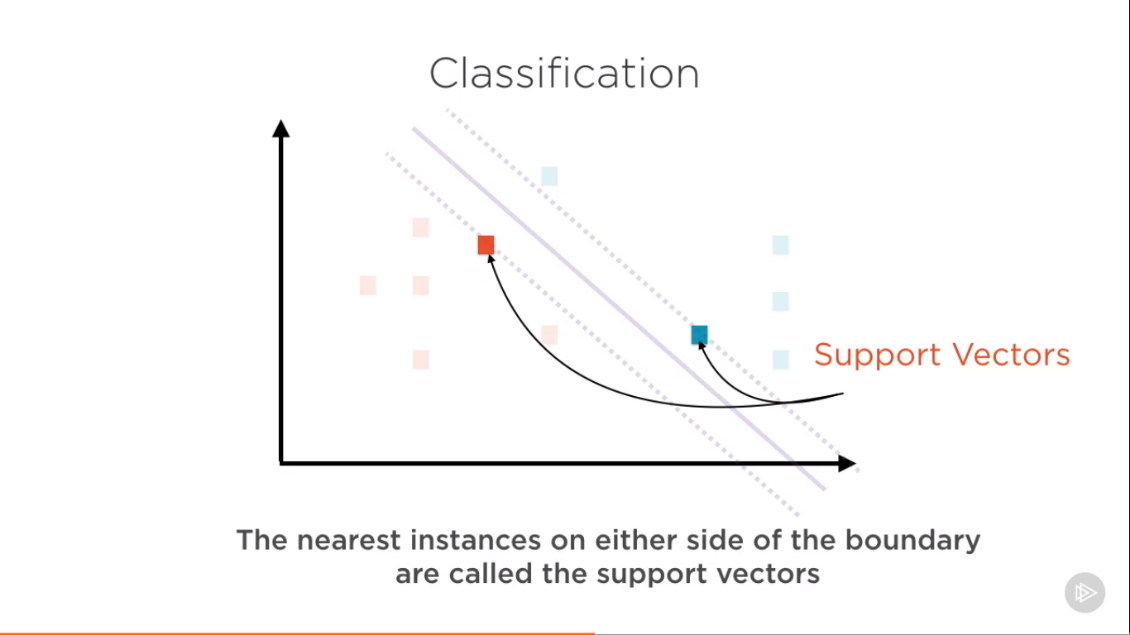 Classification
Support Vectors
The nearest instances on either side of the boundary
are called the support vectors